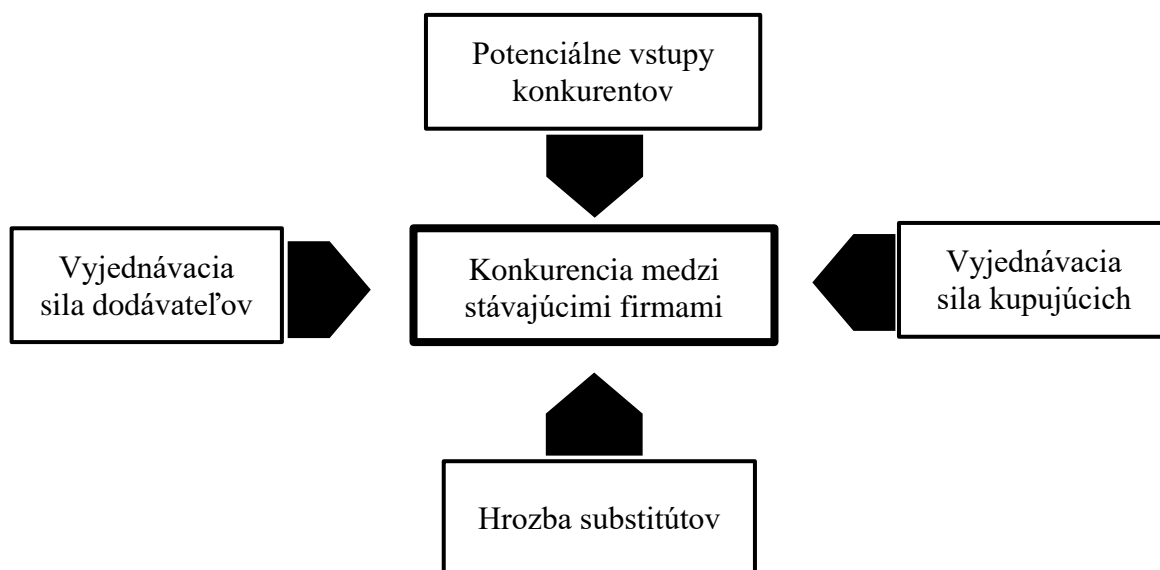 Potenciálne vstupy
konkurentov
Vyjednávacia
sila dodávateľov
Konkurencia medzi
stávajúcimi firmami
Vyjednávacia
sila kupujúcich
Hrozba substitútov